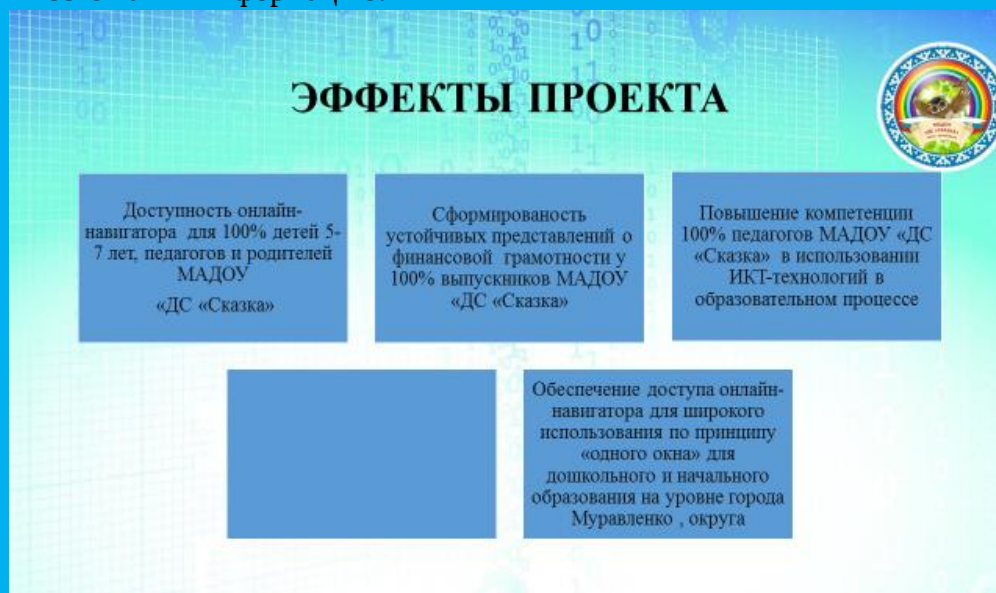 ЭФФЕКТЫ ПРОЕКТА
Доступность онлайн-
навигатора для 100% детей 5-
7 лет, педагогов и родителей
МАДОУ
«ДС «Сказка»
Сформированость
устойчивых представлений о
финансовой грамотности у
100% выпускников МАДОУ
«ДС «Сказка»
Повышение компетенции
100% педагогов МАДОУ «ДС
«Сказка» в использовании
ИКТ-технологий в
образовательном процессе
Обеспечение доступа онлайн-
навигатора для широкого
использования по принципу
«одного окна» для
дошкольного и начального
образования на уровне города
Муравленко , округа